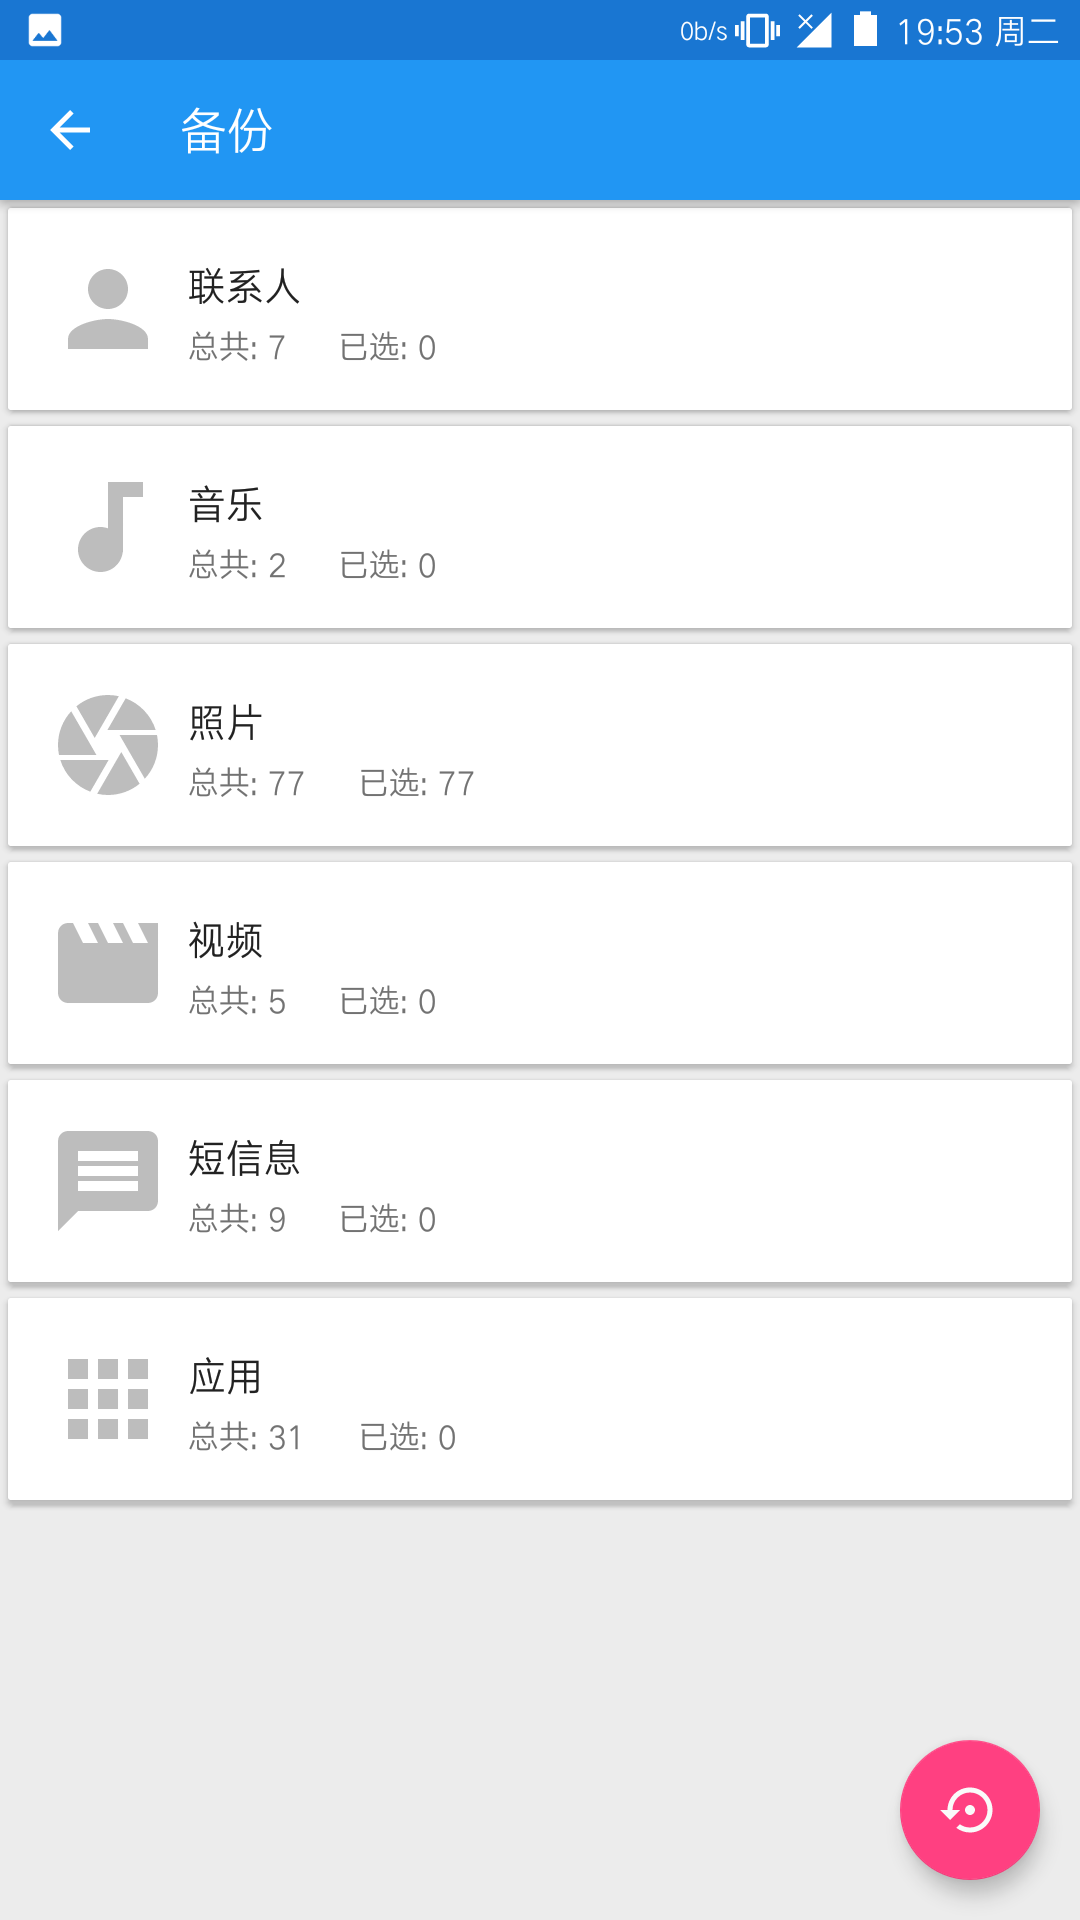 0b/s 19:53 周二
备份
联系人
总共: 7 已选: 0
音乐
总共: 2 已选: 0
照片
总共: 77 已选: 77
视频
总共: 5 已选: 0
短信息
总共: 9 已选: 0
应用
总共: 31 已选: 0